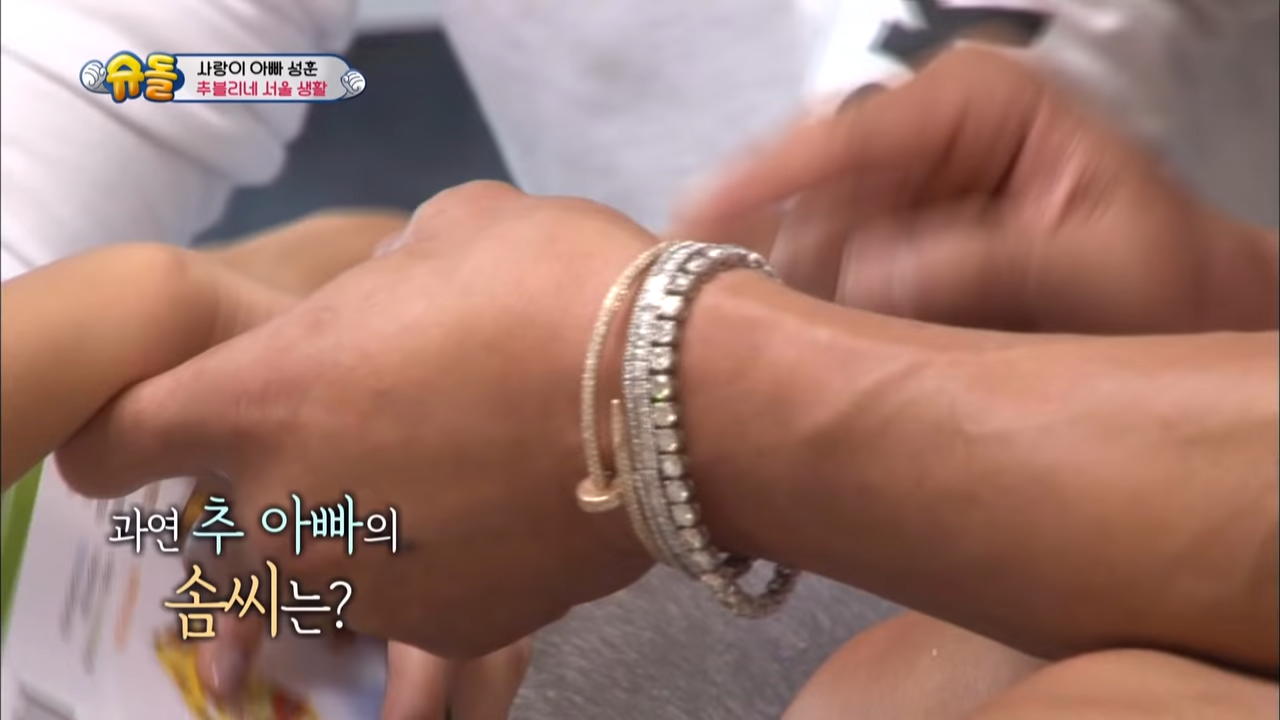 슈돌
사랑이 아빠 성훈
추블리네 서울 생활
과연 추 아빠의
솜씨는?